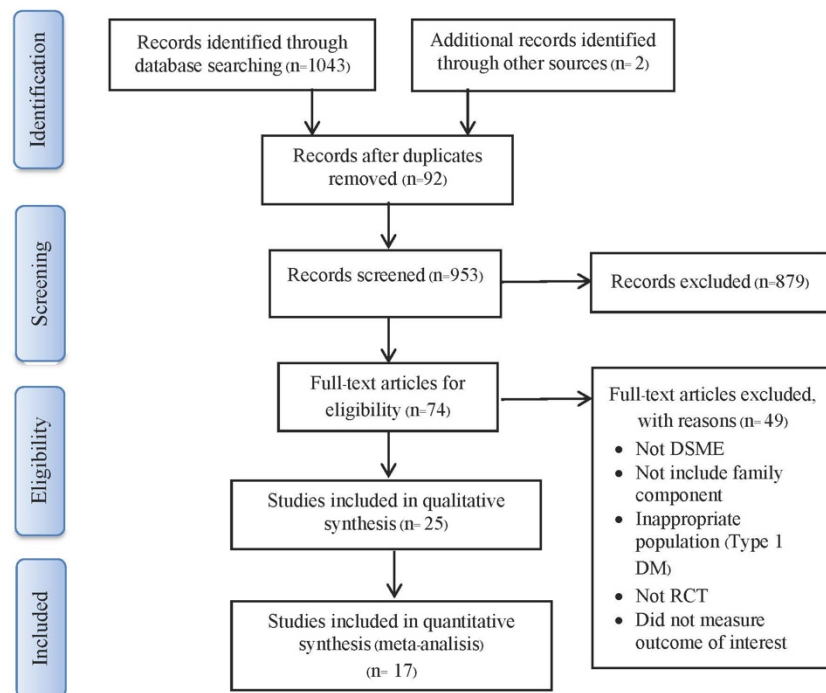 Identification
Records identified through
database searching (n=1043)
Additional records identified
through other sources (n= 2)
Records after duplicates
removed (n=92)
Screening
Records screened (n=953)
Records excluded (n=879)
Eligibility
Full-text articles for
eligibility (n=74)
Full-text articles excluded,
with reasons (n= 49)
• Not DSME
• Not include family
component
• Inappropriate
population (Type 1
DM)
• Not RCT
• Did not measure
outcome of interest
Studies included in qualitative
synthesis (n= 25)
Included
Studies included in quantitative
synthesis (meta-analisis)
(n= 17)